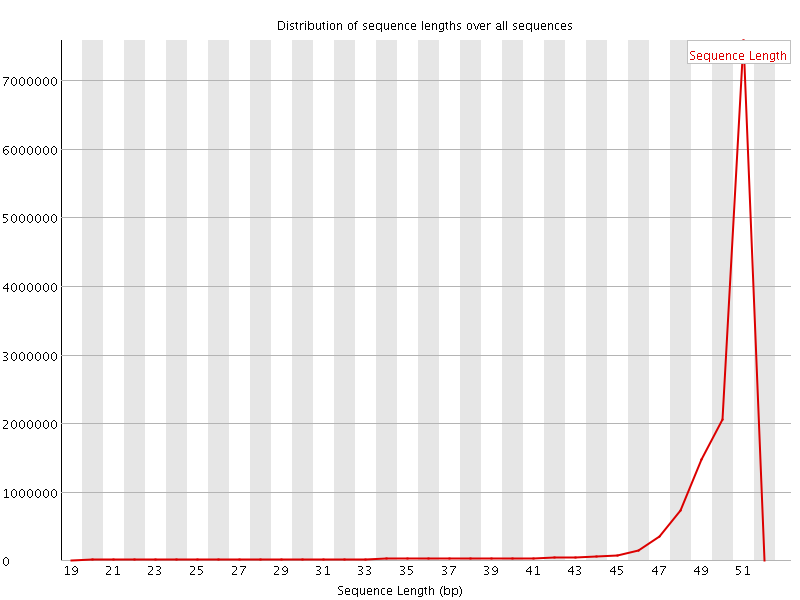 Distribution of sequence lengths over all sequences
Sequence Length
7000000
6000000
5000000
4000000
3000000
2000000
1000000
0
19 21 23 25 27 29 31 33 35 37 39 41 43 45 47 49 51
Sequence Length (bp)